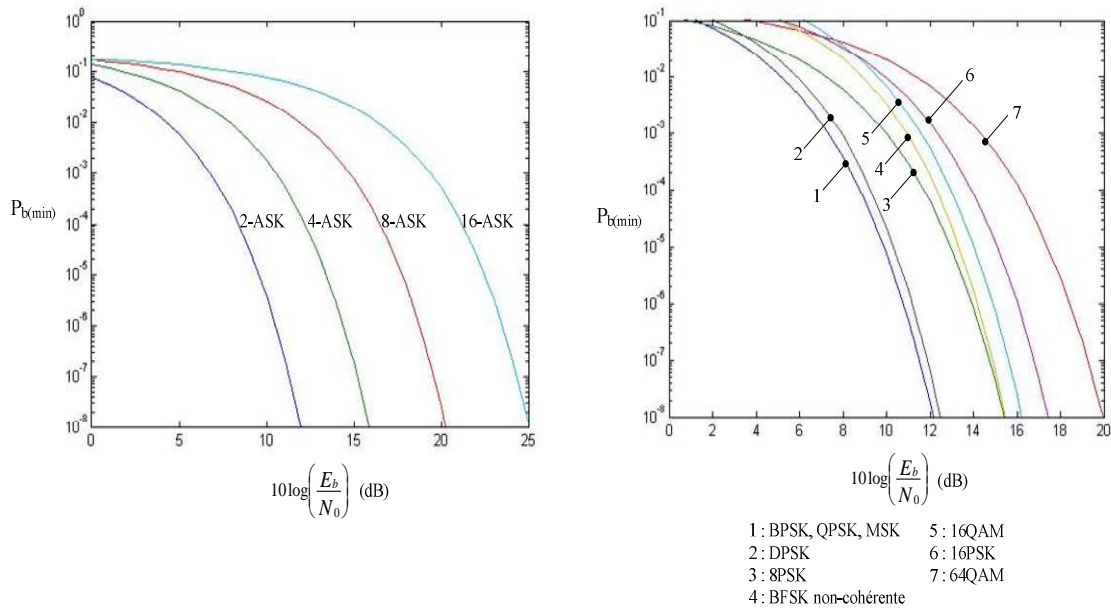 10^0
10^-1
10^-2
10^-3
10^-4
10^-5
10^-6
10^-7
10^-8
P_b(min)
2-ASK 4-ASK 8-ASK 16-ASK
0 5 10 15 20 25
10log(E_b/N_0) (dB)
10^-1
10^-2
10^-3
10^-4
10^-5
10^-6
10^-7
10^-8
P_b(min)
1
2
3
4
5
6
7
0 2 4 6 8 10 12 14 16 18 20
10log(E_b/N_0) (dB)
1 : BPSK, QPSK, MSK
2 : DPSK
3 : 8PSK
4 : BFSK non-cohérente
5 : 16QAM
6 : 16PSK
7 : 64QAM